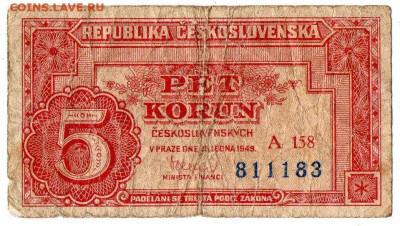 COINS.LAVE.RU
REPUBLIKA ČESKOSLOVENSKÁ
PĚT
KORUN
5
ČESKOSLOVENSKÝCH
V PRAZE DNE LEDNA 1949.
A 158
811183
MINISTR FINANCÍ
PADĚLÁNÍ SE TRESTÁ PODLE ZÁKONA